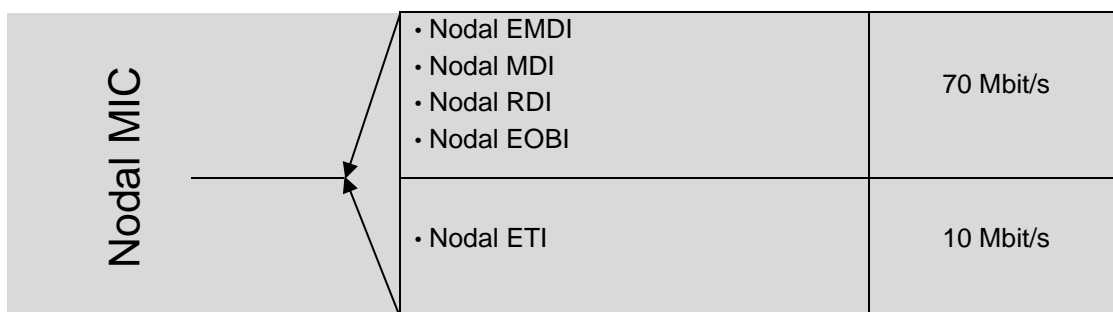 Nodal MIC
• Nodal EMDI
• Nodal MDI
• Nodal RDI
• Nodal EOBI
70 Mbit/s
• Nodal ETI
10 Mbit/s